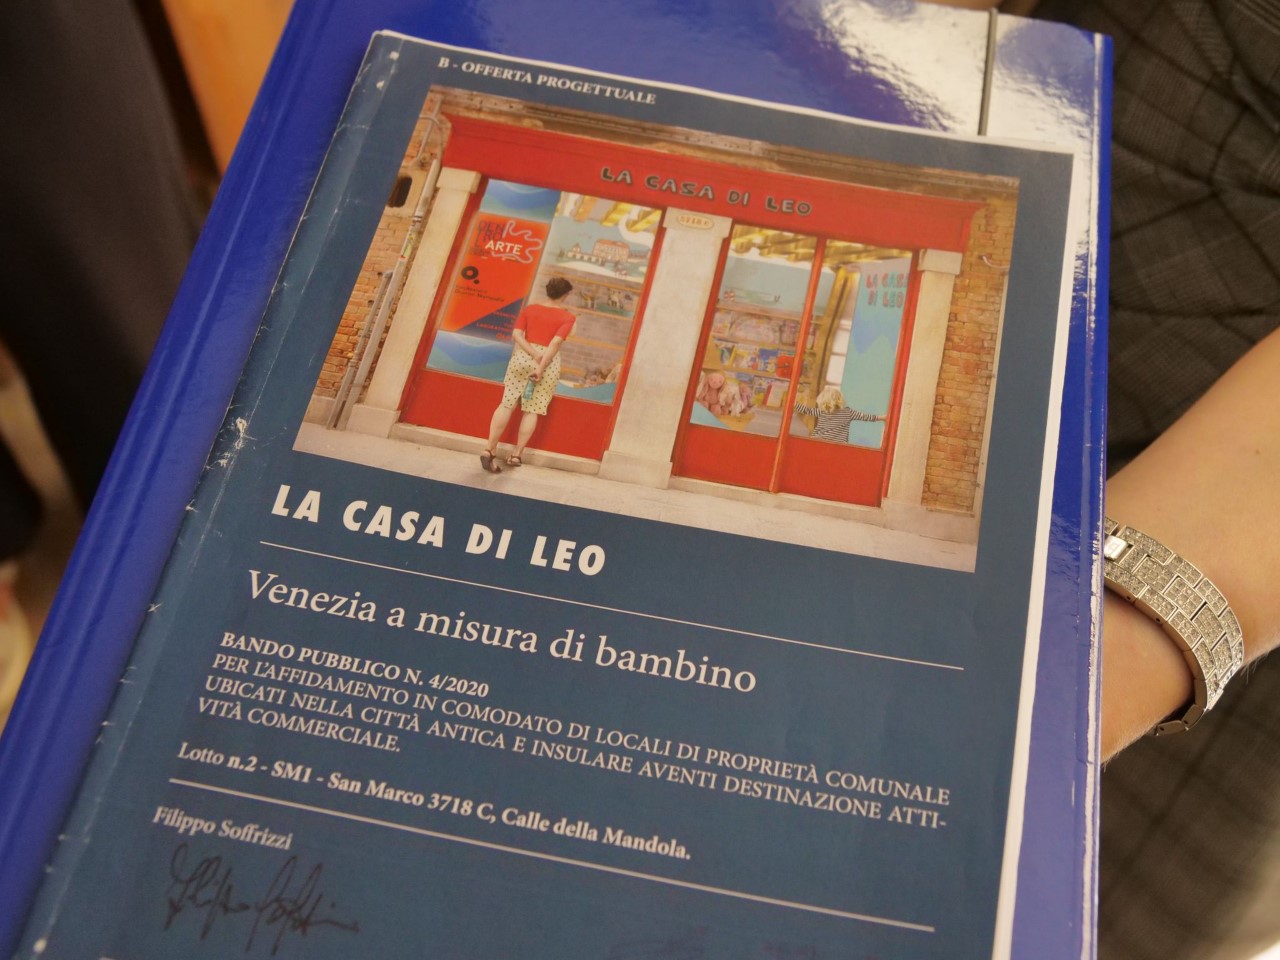 B - OFFERTA PROGETTUALE
LA CASA DI LEO
ARTE
LA CASA
DI LEO
LA CASA DI LEO
Venezia a misura di bambino
BANDO PUBBLICO N. 4/2020
PER L'AFFIDAMENTO IN COMODATO DI LOCALI DI PROPRIETÀ COMUNALE
UBICATI NELLA CITTÀ ANTICA E INSULARE AVENTI DESTINAZIONE ATTI-
VITÀ COMMERCIALE.
Lotto n.2 - SM1 - San Marco 3718 C, Calle della Mandola.
Filippo Soffrizzi